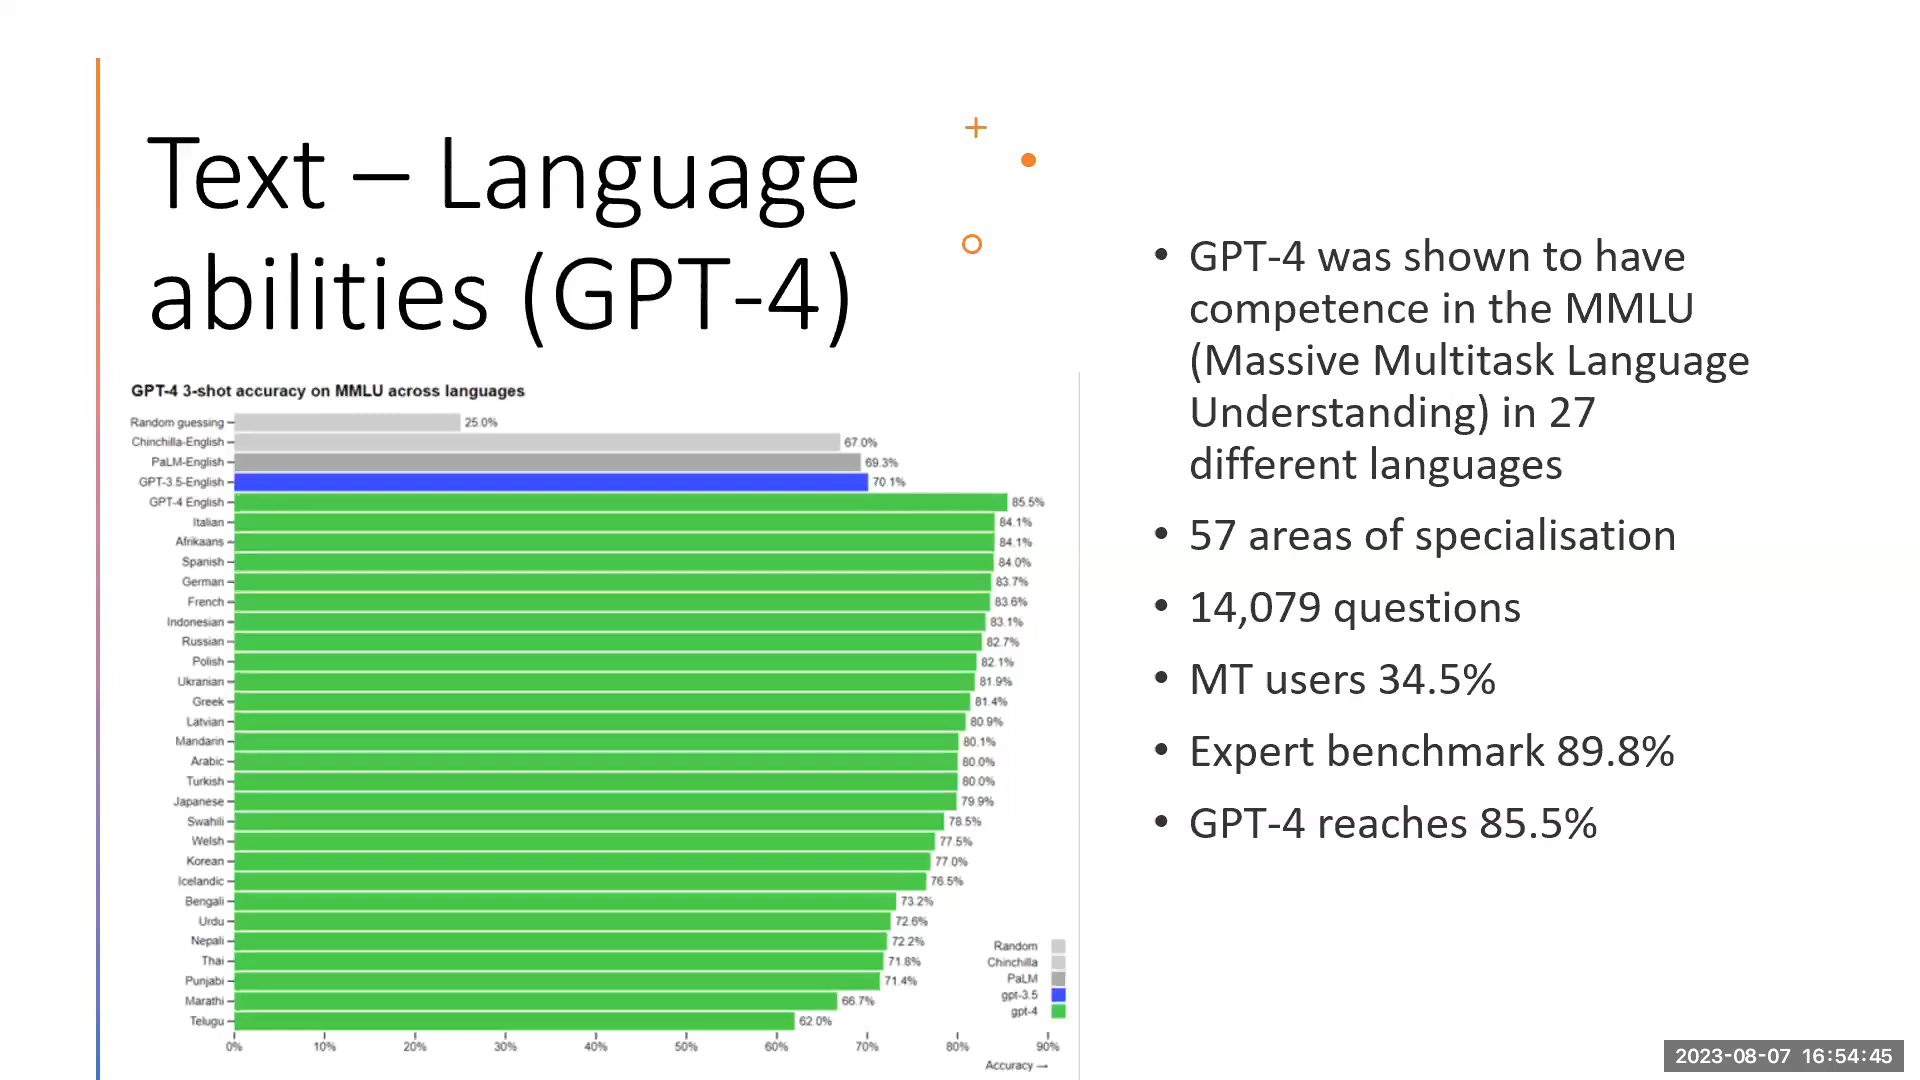 Text – Language
abilities (GPT-4)
GPT-4 3-shot accuracy on MMLU across languages
Random guessing 25.0%
Chinchilla-English 67.0%
PaLM-English 69.3%
GPT-3.5-English 70.1%
GPT-4 English 85.5%
Italian 84.1%
Afrikaans 84.1%
Spanish 84.0%
German 83.7%
French 83.6%
Indonesian 83.1%
Russian 82.7%
Polish 82.1%
Ukranian 81.9%
Greek 81.4%
Latvian 80.9%
Mandarin 80.1%
Arabic 80.0%
Turkish 80.0%
Japanese 79.9%
Swahili 78.5%
Welsh 77.5%
Korean 77.0%
Icelandic 76.5%
Bengali 73.2%
Urdu 72.6%
Nepali 72.2%
Thai 71.8%
Punjabi 71.4%
Marathi 66.7%
Telugu 62.0%
0% 10% 20% 30% 40% 50% 60% 70% 80% 90%
Accuracy →
Random
Chinchilla
PaLM
gpt-3.5
gpt-4
• GPT-4 was shown to have
competence in the MMLU
(Massive Multitask Language
Understanding) in 27
different languages
• 57 areas of specialisation
• 14,079 questions
• MT users 34.5%
• Expert benchmark 89.8%
• GPT-4 reaches 85.5%
2023-08-07 16:54:45